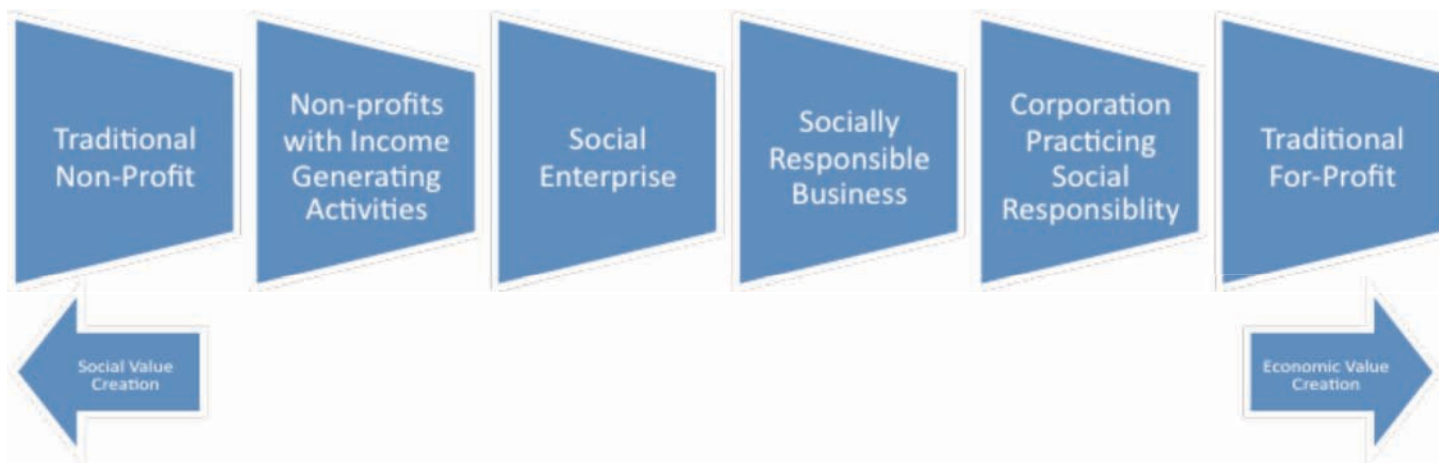 Traditional
Non-Profit
Non-profits
with Income
Generating
Activities
Social
Enterprise
Socially
Responsible
Business
Corporation
Practicing
Social
Responsiblity
Traditional
For-Profit
Social Value
Creation
Economic Value
Creation